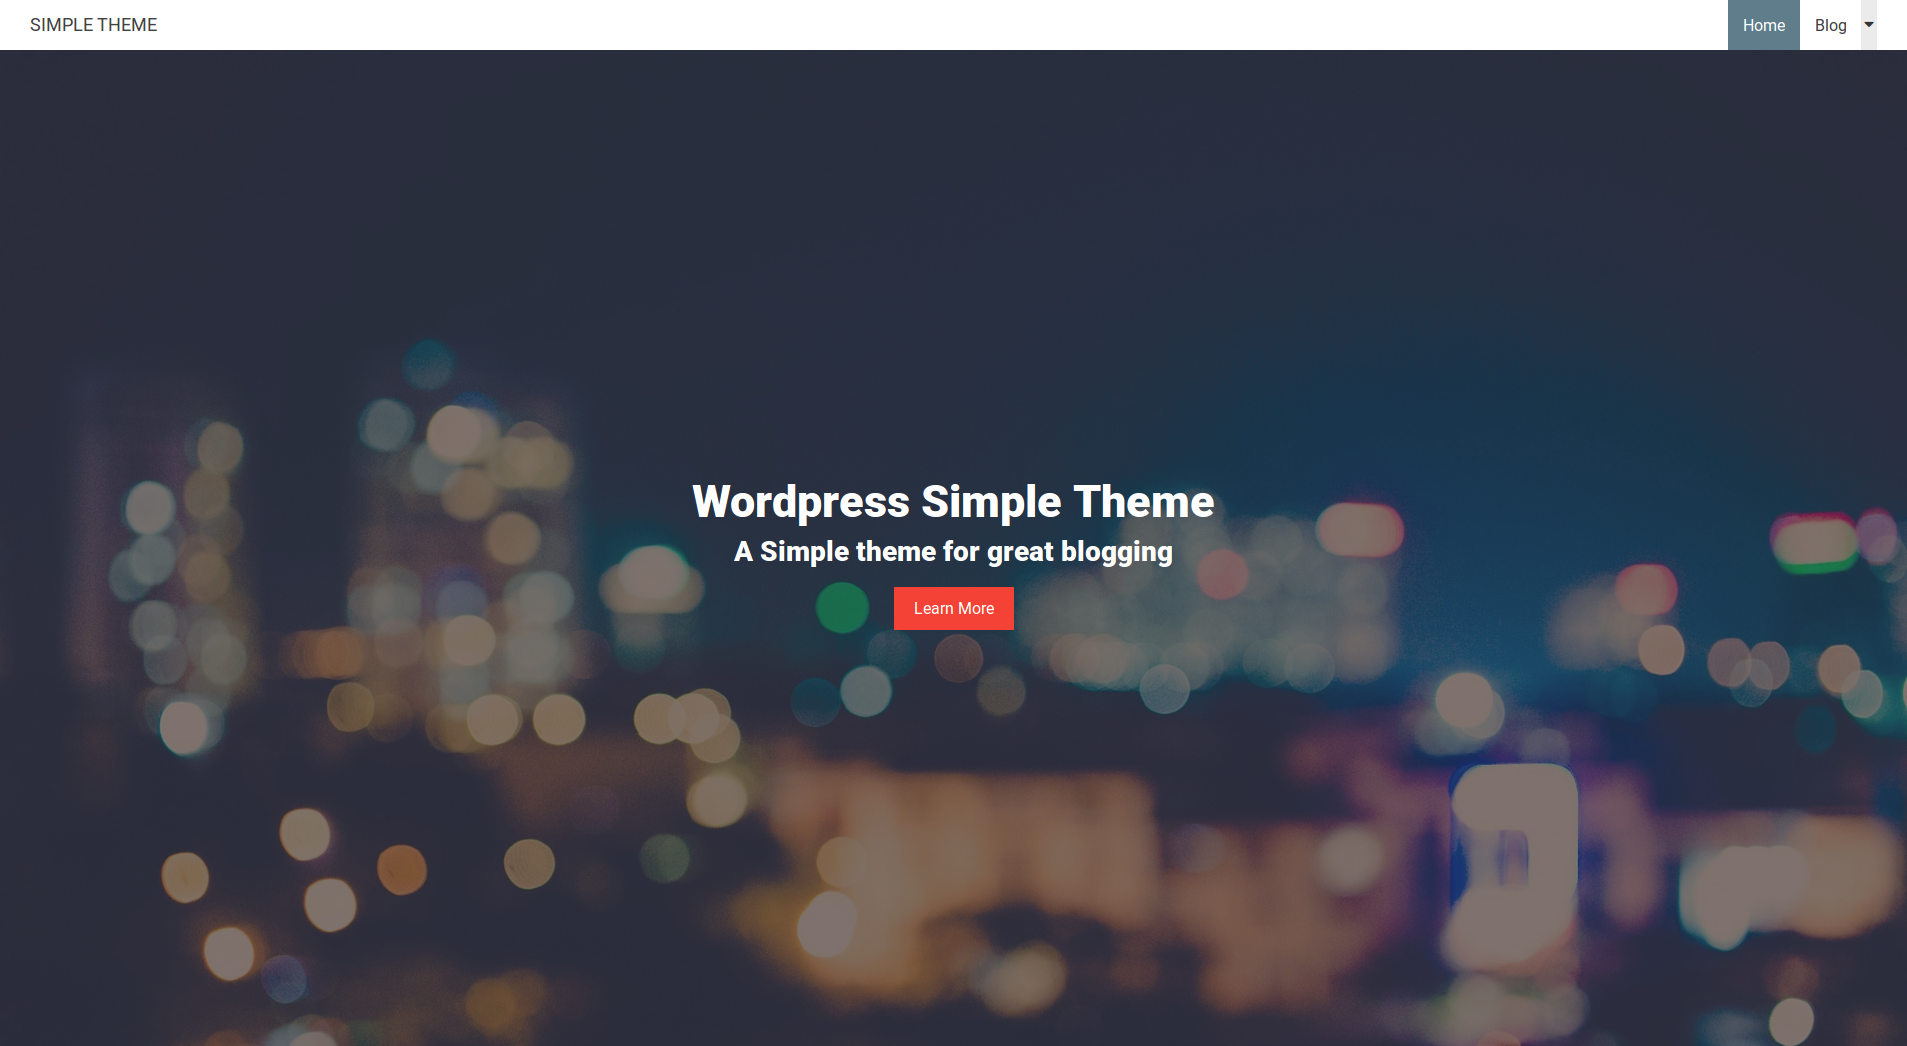 SIMPLE THEME
Home Blog
Wordpress Simple Theme
A Simple theme for great blogging
Learn More